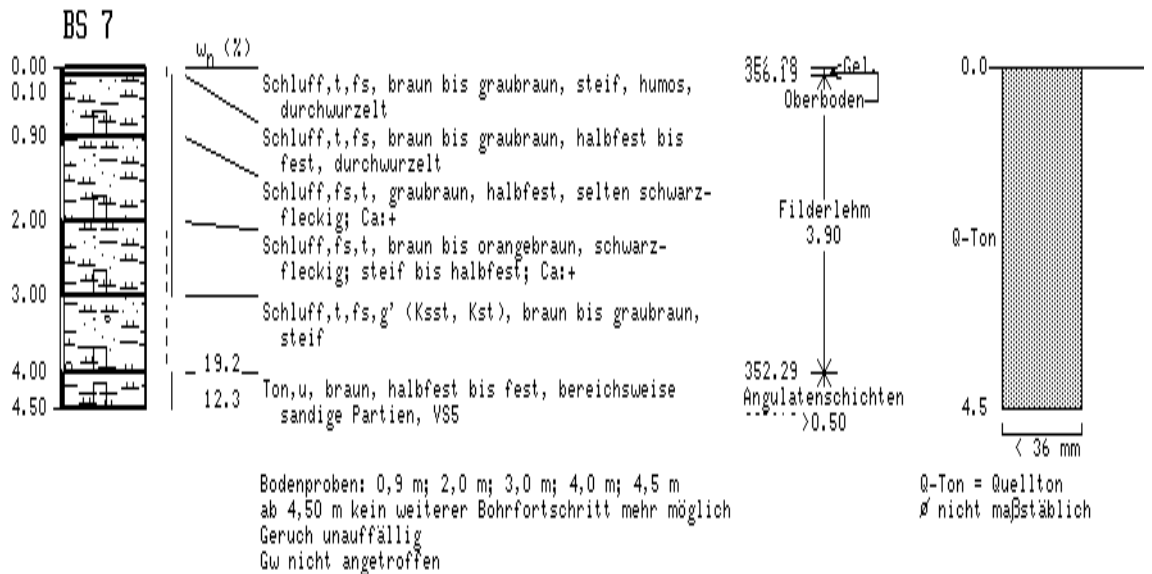 BS 7
wn (%)
0.00
0.10
0.90
2.00
3.00
4.00
4.50
19.2
12.3
Schluff,t,fs, braun bis graubraun, steif, humos,
durchwurzelt
Schluff,t,fs, braun bis graubraun, halbfest bis
fest, durchwurzelt
Schluff,fs,t, graubraun, halbfest, selten schwarz-
fleckig; Ca:+
Schluff,fs,t, braun bis orangebraun, schwarz-
fleckig; steif bis halbfest; Ca:+
Schluff,t,fs,g' (Ksst, Kst), braun bis graubraun,
steif
Ton,u, braun, halbfest bis fest, bereichsweise
sandige Partien, VS5
Gel.
356.19
Oberboden
Filderlehm
3.90
352.29
Angulatenschichten
>0.50
0.0
Q-Ton
4.5
< 36 mm
Bodenproben: 0,9 m; 2,0 m; 3,0 m; 4,0 m; 4,5 m
ab 4,50 m kein weiterer Bohrfortschritt mehr möglich
Geruch unauffällig
Gw nicht angetroffen
Q-Ton = Quellton
Ø nicht maßstäblich